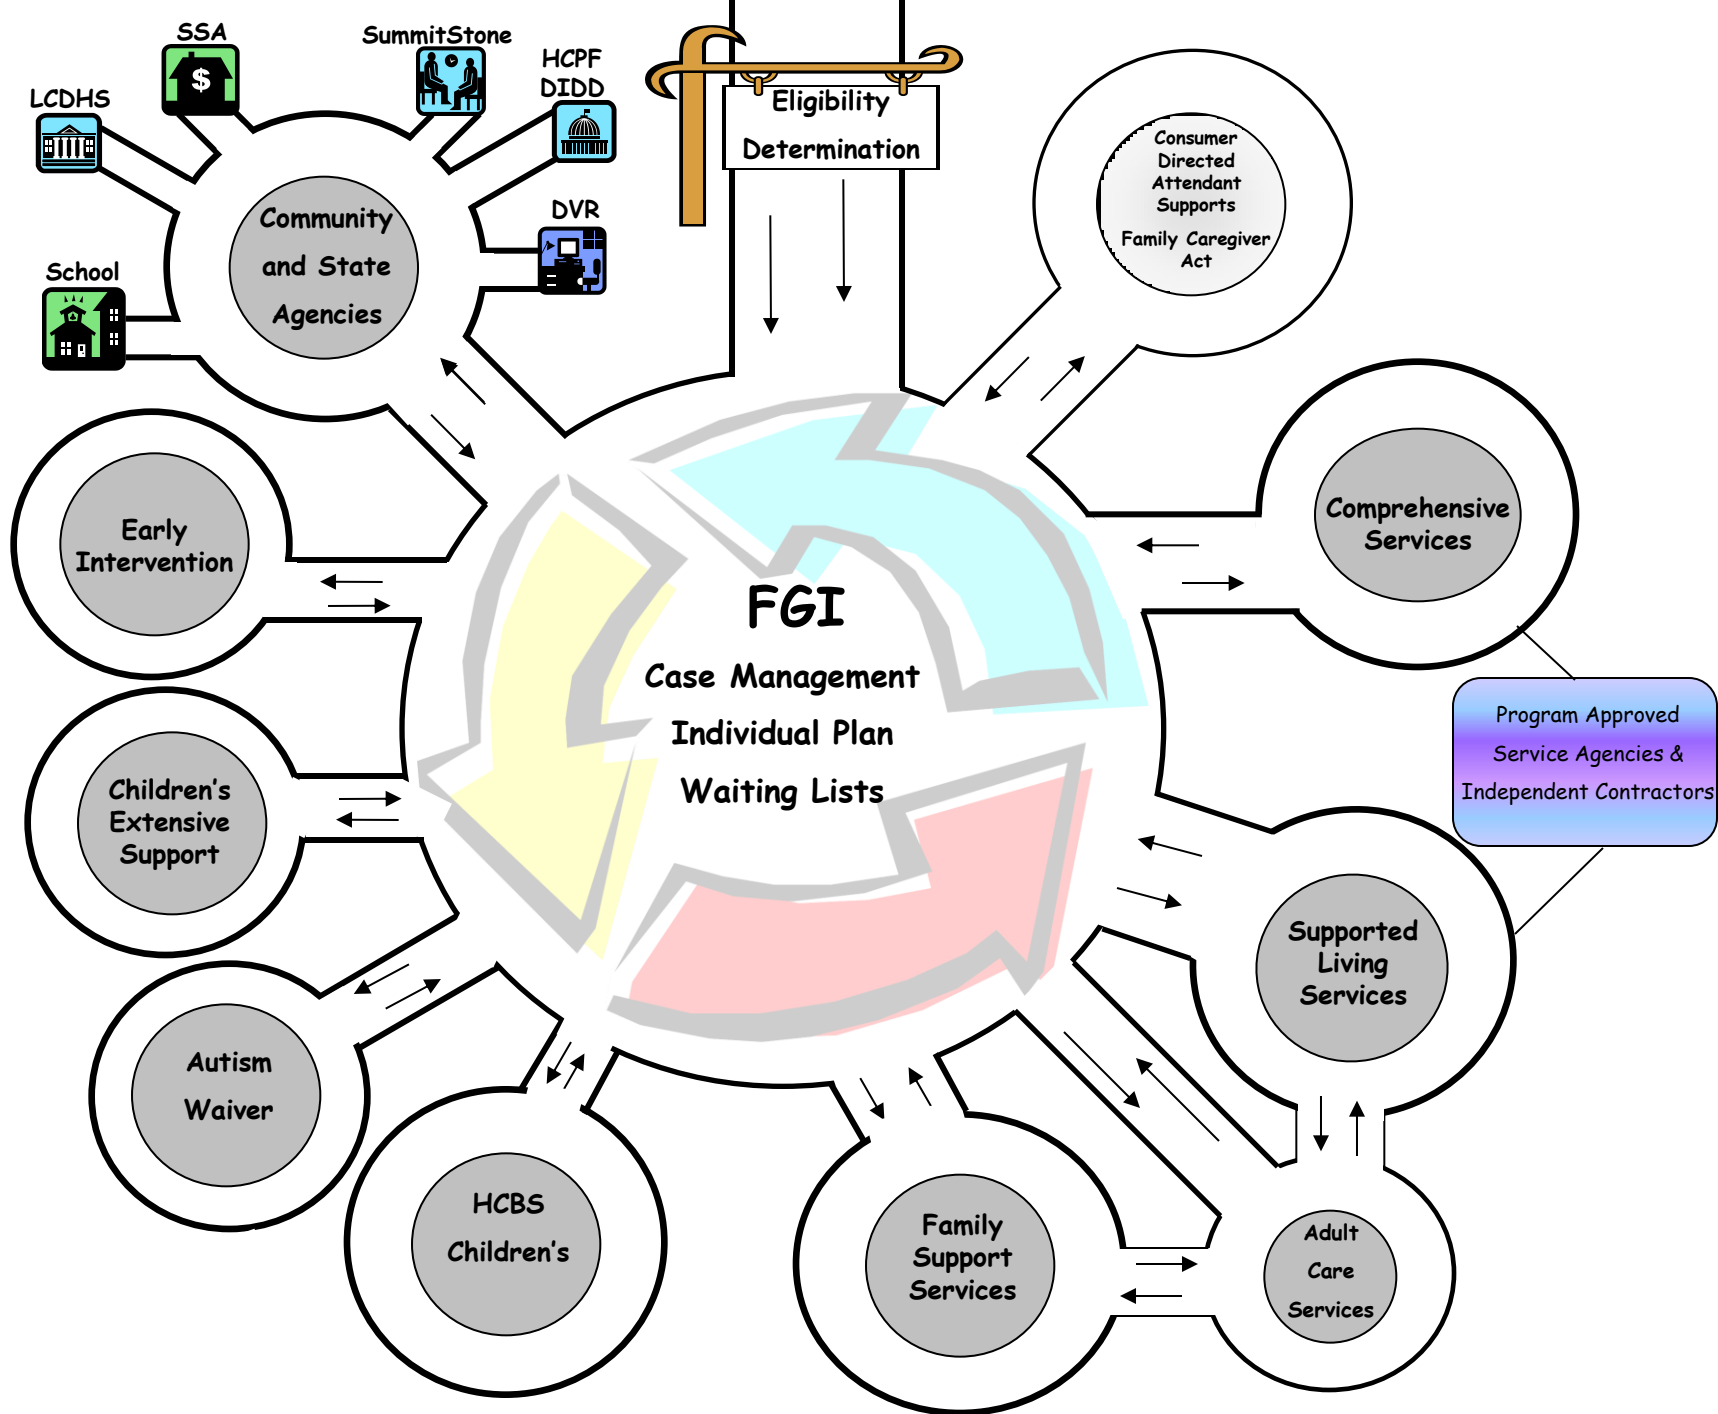 SSA
SummitStone
HCPF
DIDD
LCDHS
DVR
School
Community
and State
Agencies
Eligibility
Determination
Consumer
Directed
Attendant
Supports
Family Caregiver
Act
Comprehensive
Services
Early
Intervention
FGI
Case Management
Individual Plan
Waiting Lists
Program Approved
Service Agencies &
Independent Contractors
Children's
Extensive
Support
Supported
Living
Services
Autism
Waiver
HCBS
Children's
Family
Support
Services
Adult
Care
Services
$